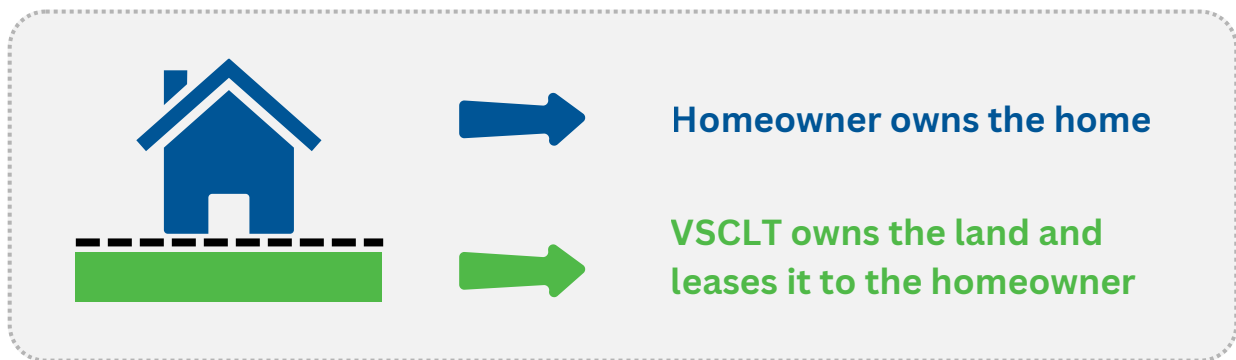 Homeowner owns the home
VSCLT owns the land and
leases it to the homeowner